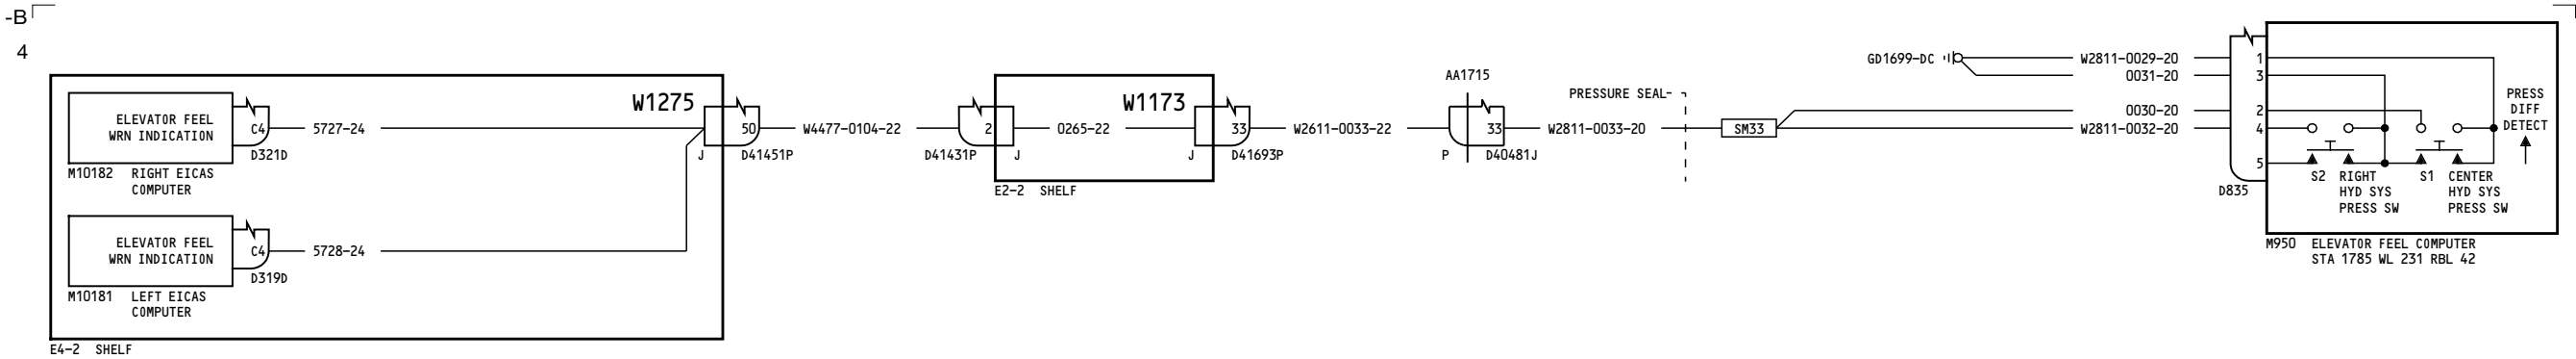 -B
4
W1275
ELEVATOR FEEL
WRN INDICATION
C4
5727-24
D321D
M10182 RIGHT EICAS
COMPUTER
ELEVATOR FEEL
WRN INDICATION
C4
5728-24
D319D
M10181 LEFT EICAS
COMPUTER
E4-2 SHELF
50
J
D41451P
W4477-0104-22
2
D41431P
J
W1173
0265-22
33
J
D41693P
E2-2 SHELF
W2611-0033-22
AA1715
33
P
D40481J
W2811-0033-20
PRESSURE SEAL-
SM33
GD1699-DC
W2811-0029-20
0031-20
0030-20
W2811-0032-20
1
3
2
4
5
D835
PRESS
DIFF
DETECT
S2 RIGHT
HYD SYS
PRESS SW
S1 CENTER
HYD SYS
PRESS SW
M950 ELEVATOR FEEL COMPUTER
STA 1785 WL 231 RBL 42